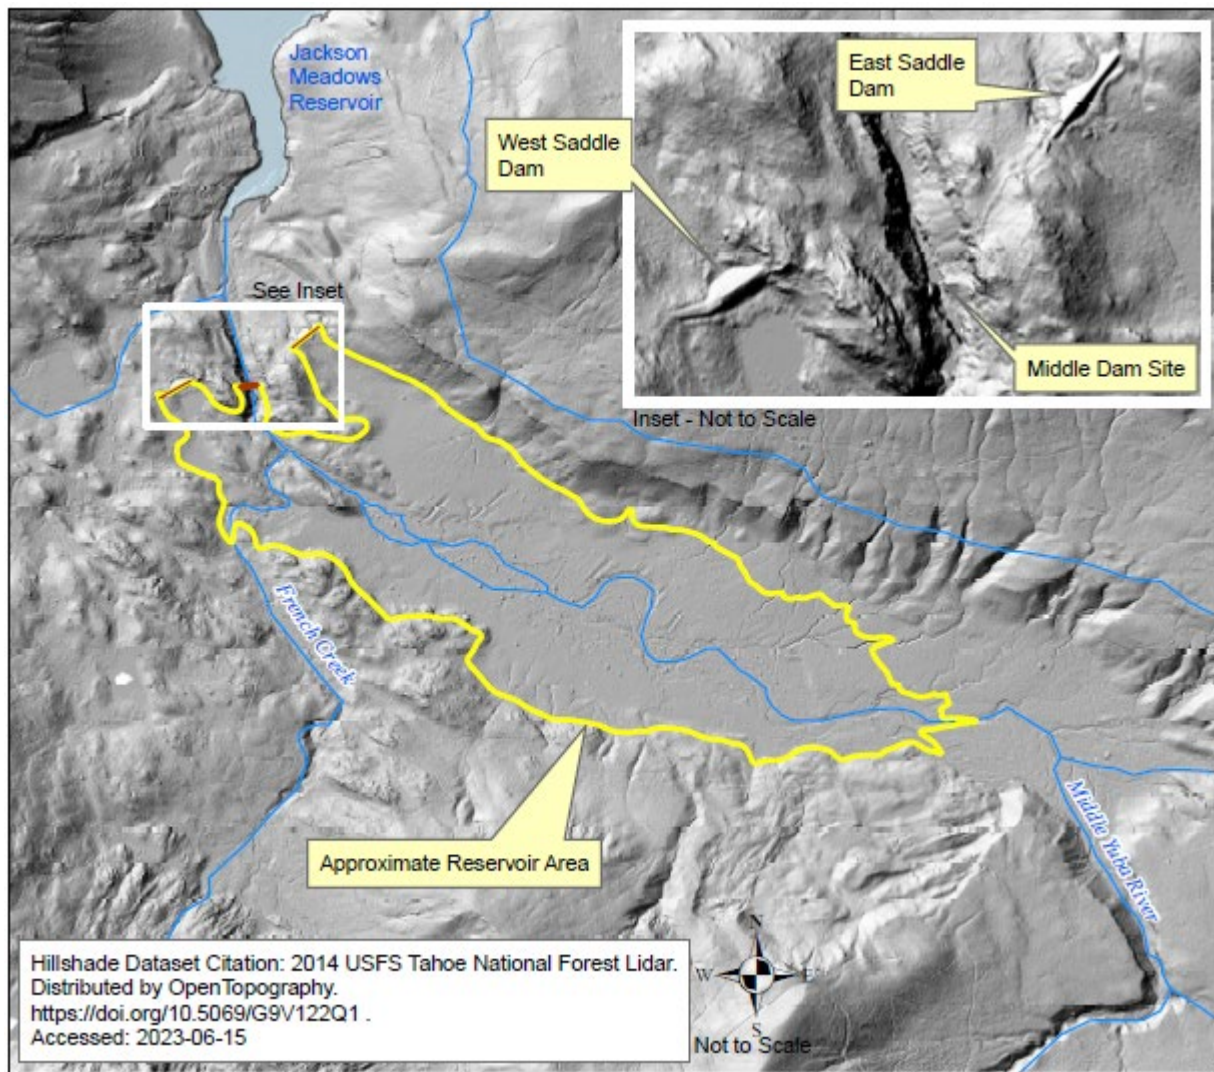 Jackson
Meadows
Reservoir
East Saddle
Dam
West Saddle
Dam
See Inset
Middle Dam Site
Inset - Not to Scale
French Creek
Middle Yuba River
Approximate Reservoir Area
N
W
E
S
Not to Scale
Hillshade Dataset Citation: 2014 USFS Tahoe National Forest Lidar.
Distributed by OpenTopography.
https://doi.org/10.5069/G9V122Q1 .
Accessed: 2023-06-15